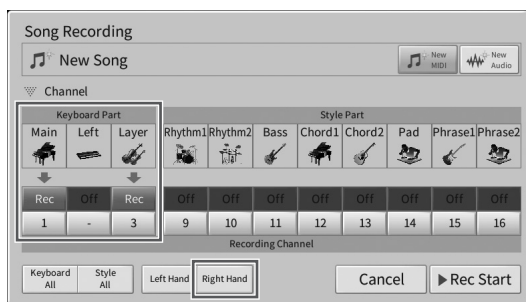 Song Recording
New Song
New MIDI
New Audio
Channel
Keyboard Part Style Part
Main Left Layer Rhythm1 Rhythm2 Bass Chord1 Chord2 Pad Phrase1 Phrase2
Rec Off Rec Off Off Off Off Off Off Off Off
1 - 3 9 10 11 12 13 14 15 16
Recording Channel
Keyboard All Style All Left Hand Right Hand Cancel Rec Start